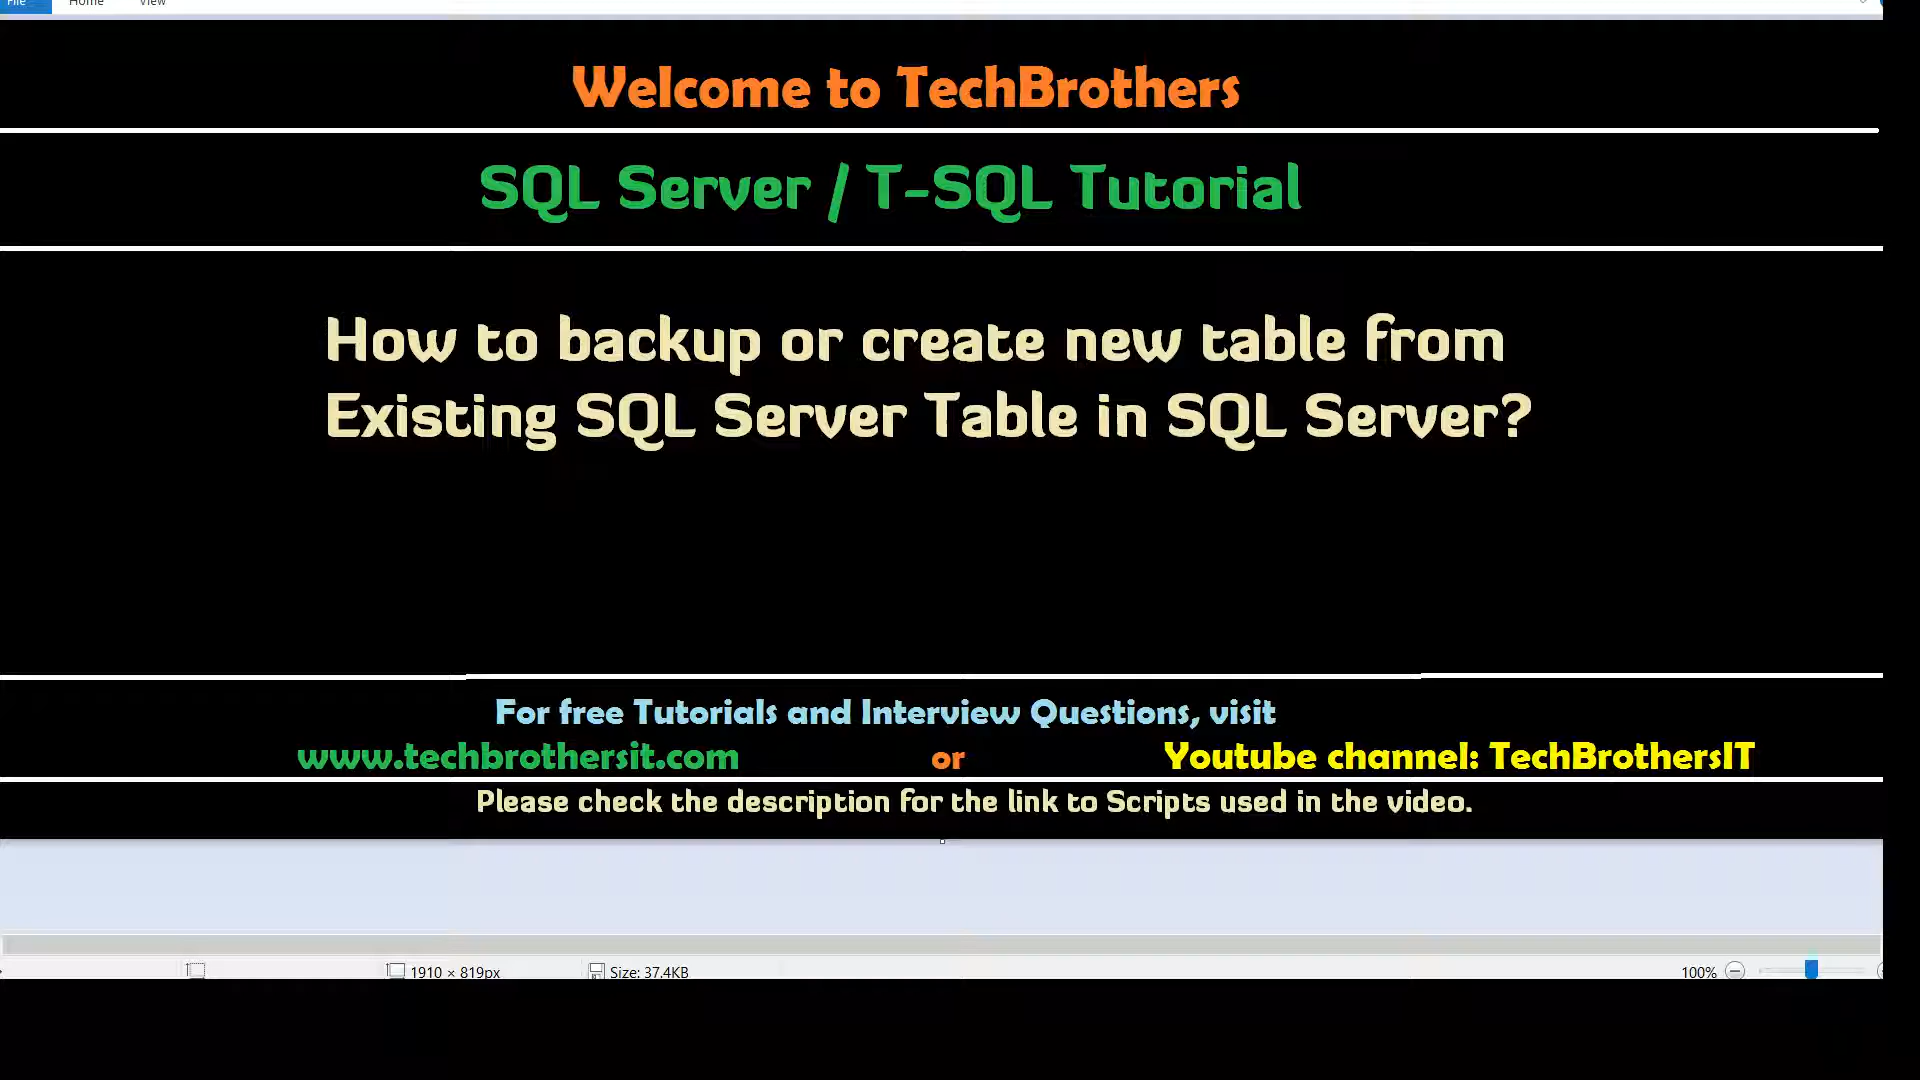 File Home View
Welcome to TechBrothers
SQL Server / T-SQL Tutorial
How to backup or create new table from
Existing SQL Server Table in SQL Server?
For free Tutorials and Interview Questions, visit
www.techbrothersit.com or Youtube channel: TechBrothersIT
Please check the description for the link to Scripts used in the video.
1910 × 819px Size: 37.4KB 100%